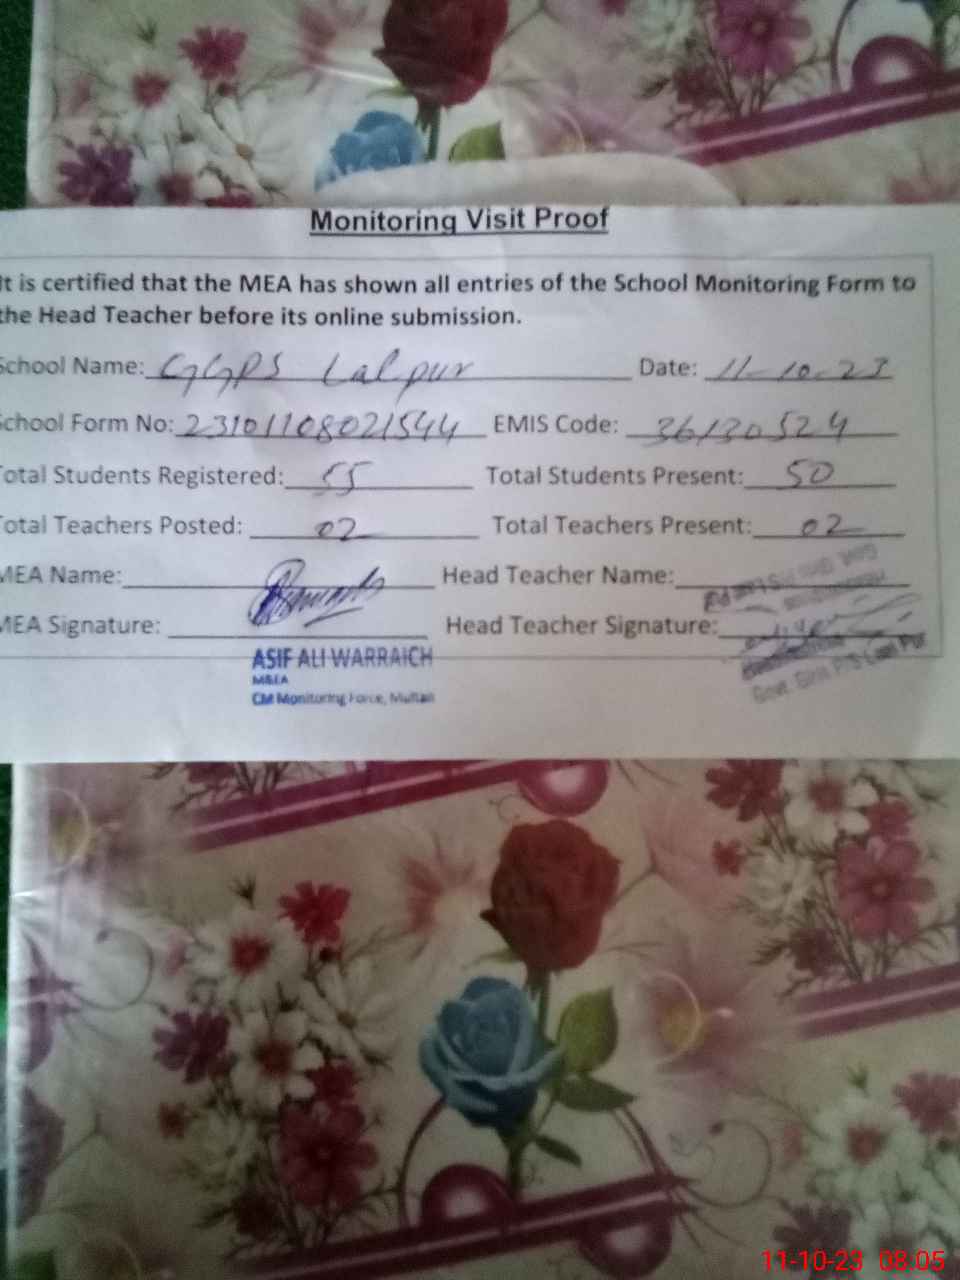 Monitoring Visit Proof
It is certified that the MEA has shown all entries of the School Monitoring Form to
the Head Teacher before its online submission.
School Name: GGPS Lalpur Date: 11-10-23
School Form No: 23101108021544 EMIS Code: 36130524
Total Students Registered: 55 Total Students Present: 50
Total Teachers Posted: 02 Total Teachers Present: 02
MEA Name: Head Teacher Name:
MEA Signature: Head Teacher Signature:
ASIF ALI WARRAICH
MEA
CM Monitoring Force, Multan
Govt. Girls P/S Laal Pur
11-10-23 08:05